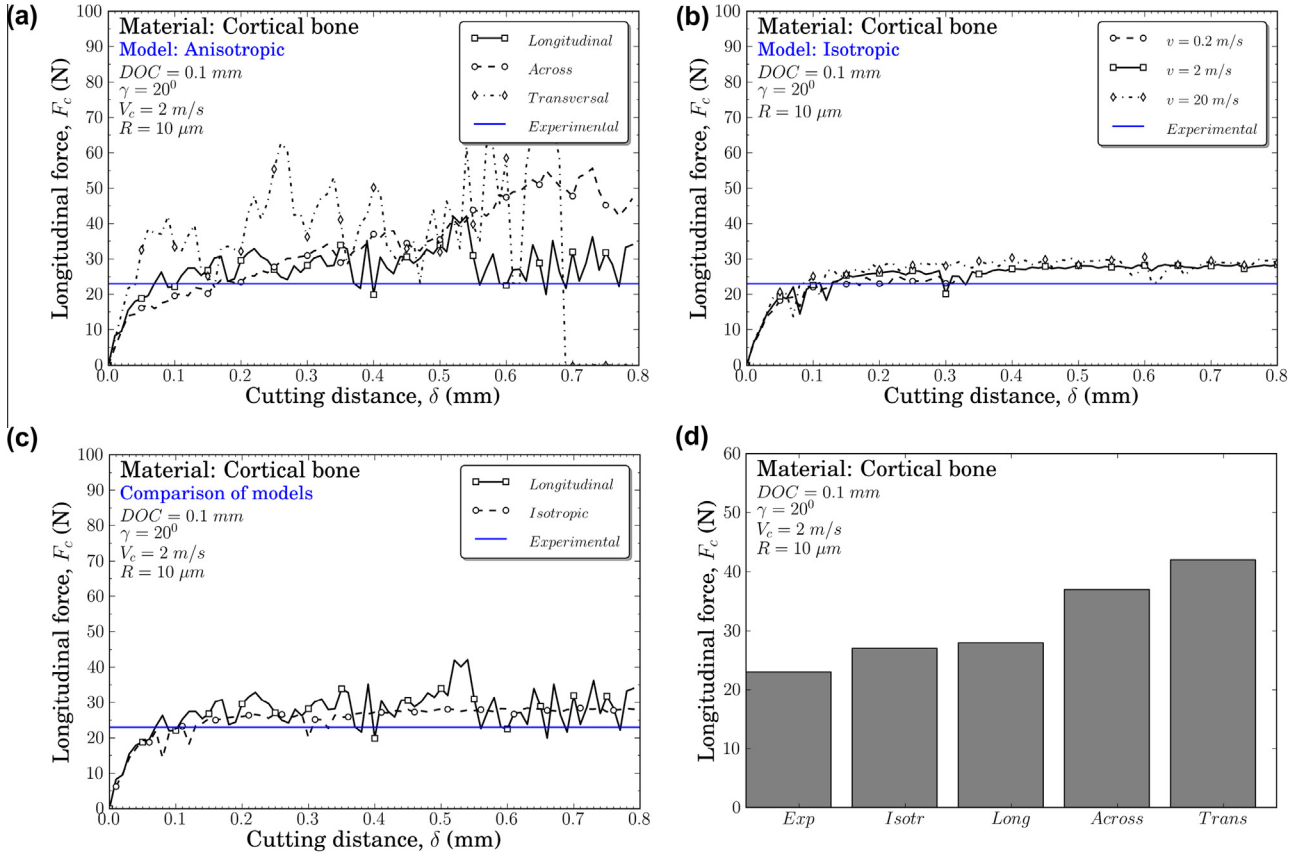 (a)
Material: Cortical bone
Model: Anisotropic
DOC = 0.1 mm
γ = 20⁰
V_c = 2 m/s
R = 10 μm
Longitudinal
Across
Transversal
Experimental
Longitudinal force, F_c (N)
100
90
80
70
60
50
40
30
20
10
0
0.0 0.1 0.2 0.3 0.4 0.5 0.6 0.7 0.8
Cutting distance, δ (mm)
(b)
Material: Cortical bone
Model: Isotropic
DOC = 0.1 mm
γ = 20⁰
R = 10 μm
v = 0.2 m/s
v = 2 m/s
v = 20 m/s
Experimental
Longitudinal force, F_c (N)
100
90
80
70
60
50
40
30
20
10
0
0.0 0.1 0.2 0.3 0.4 0.5 0.6 0.7 0.8
Cutting distance, δ (mm)
(c)
Material: Cortical bone
Comparison of models
DOC = 0.1 mm
γ = 20⁰
V_c = 2 m/s
R = 10 μm
Longitudinal
Isotropic
Experimental
Longitudinal force, F_c (N)
100
90
80
70
60
50
40
30
20
10
0
0.0 0.1 0.2 0.3 0.4 0.5 0.6 0.7 0.8
Cutting distance, δ (mm)
(d)
Material: Cortical bone
DOC = 0.1 mm
γ = 20⁰
V_c = 2 m/s
R = 10 μm
Longitudinal force, F_c (N)
60
50
40
30
20
10
0
Exp Isotr Long Across Trans